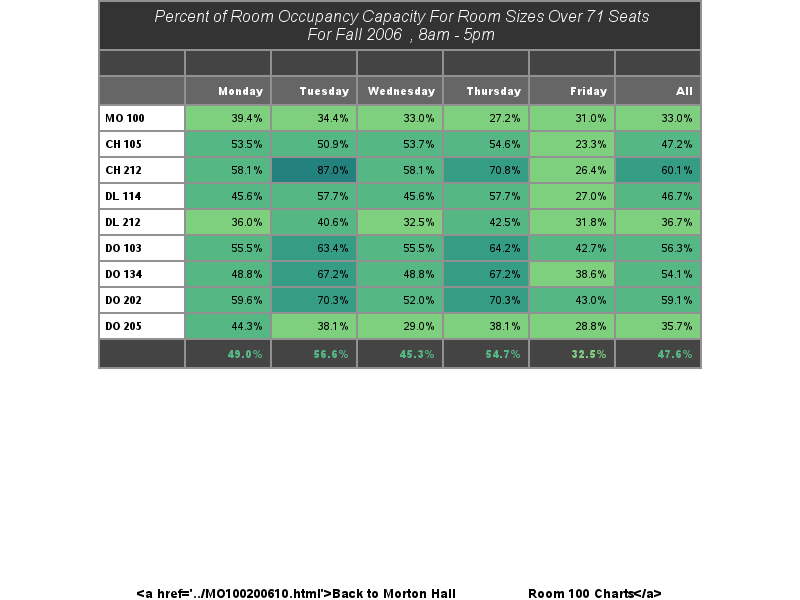 Percent of Room Occupancy Capacity For Room Sizes Over 71 Seats
For Fall 2006 , 8am - 5pm
Monday Tuesday Wednesday Thursday Friday All
MO 100 39.4% 34.4% 33.0% 27.2% 31.0% 33.0%
CH 105 53.5% 50.9% 53.7% 54.6% 23.3% 47.2%
CH 212 58.1% 87.0% 58.1% 70.8% 26.4% 60.1%
DL 114 45.6% 57.7% 45.6% 57.7% 27.0% 46.7%
DL 212 36.0% 40.6% 32.5% 42.5% 31.8% 36.7%
DO 103 55.5% 63.4% 55.5% 64.2% 42.7% 56.3%
DO 134 48.8% 67.2% 48.8% 67.2% 38.6% 54.1%
DO 202 59.6% 70.3% 52.0% 70.3% 43.0% 59.1%
DO 205 44.3% 38.1% 29.0% 38.1% 28.8% 35.7%
49.0% 56.6% 45.3% 54.7% 32.5% 47.6%
<a href='../MO100200610.html'>Back to Morton Hall Room 100 Charts</a>